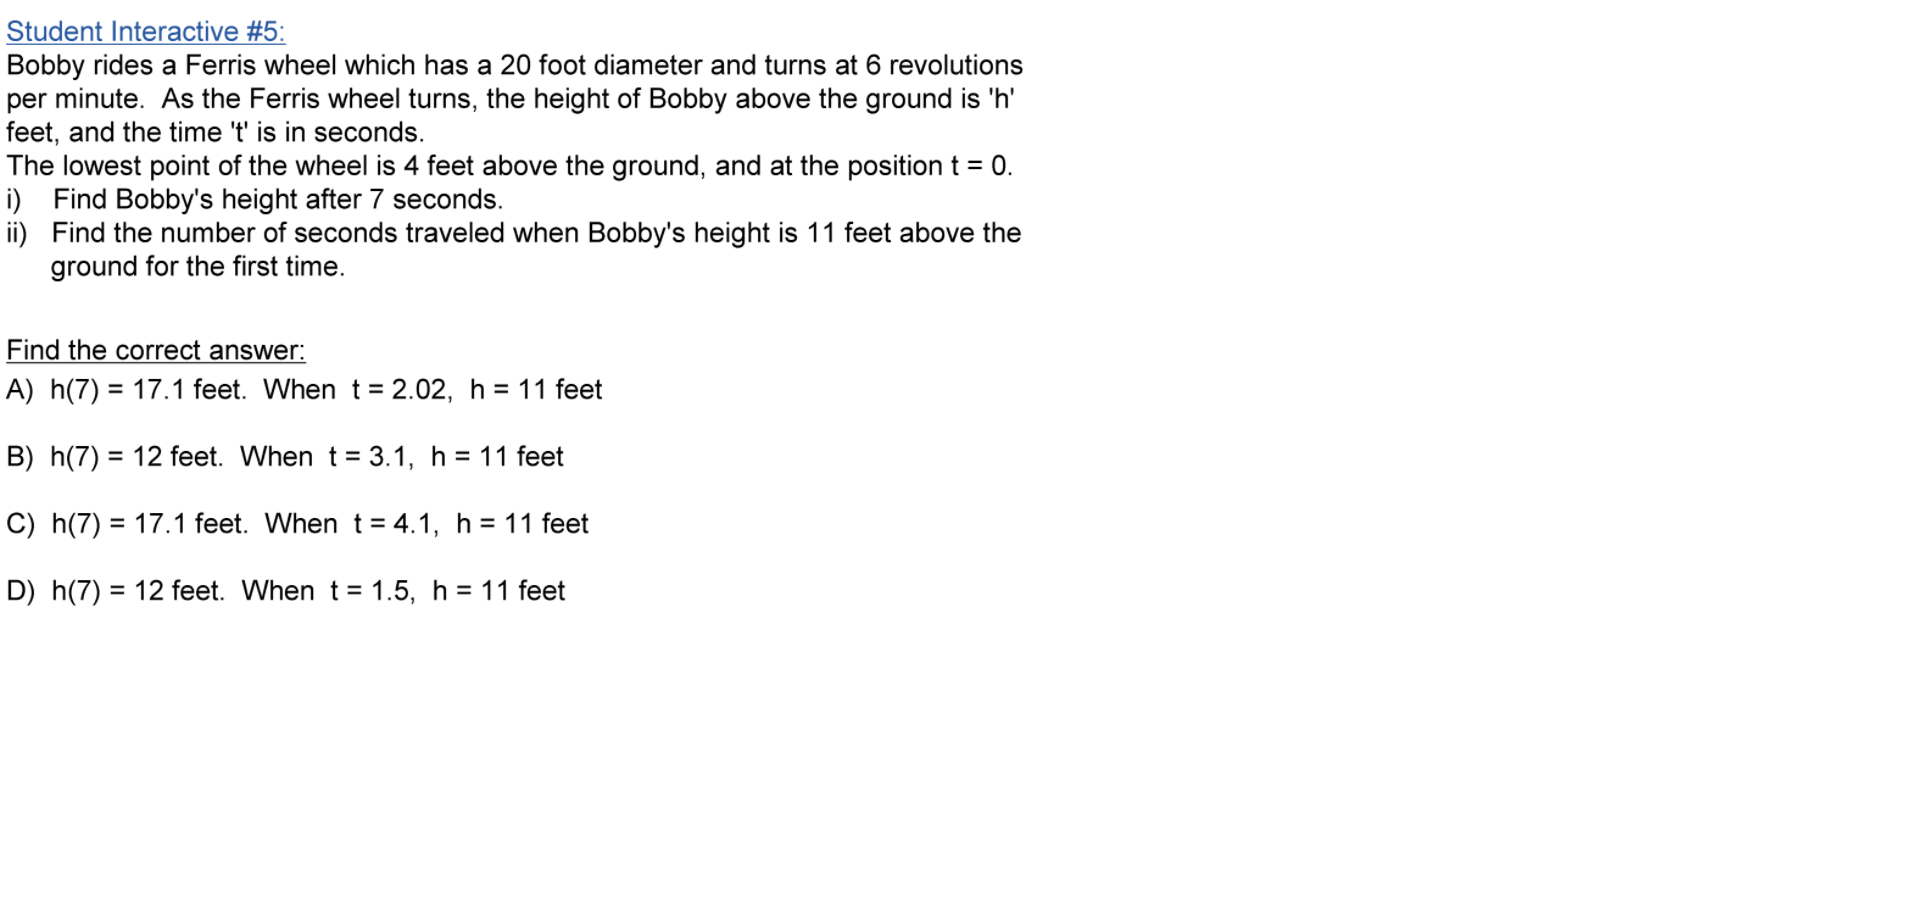 Student Interactive #5:
Bobby rides a Ferris wheel which has a 20 foot diameter and turns at 6 revolutions
per minute.  As the Ferris wheel turns, the height of Bobby above the ground is 'h'
feet, and the time 't' is in seconds.
The lowest point of the wheel is 4 feet above the ground, and at the position t = 0.
i)    Find Bobby's height after 7 seconds.
ii)   Find the number of seconds traveled when Bobby's height is 11 feet above the
ground for the first time.
Find the correct answer:
A)  h(7) = 17.1 feet.  When  t = 2.02,  h = 11 feet
B)  h(7) = 12 feet.  When  t = 3.1,  h = 11 feet
C)  h(7) = 17.1 feet.  When  t = 4.1,  h = 11 feet
D)  h(7) = 12 feet.  When  t = 1.5,  h = 11 feet